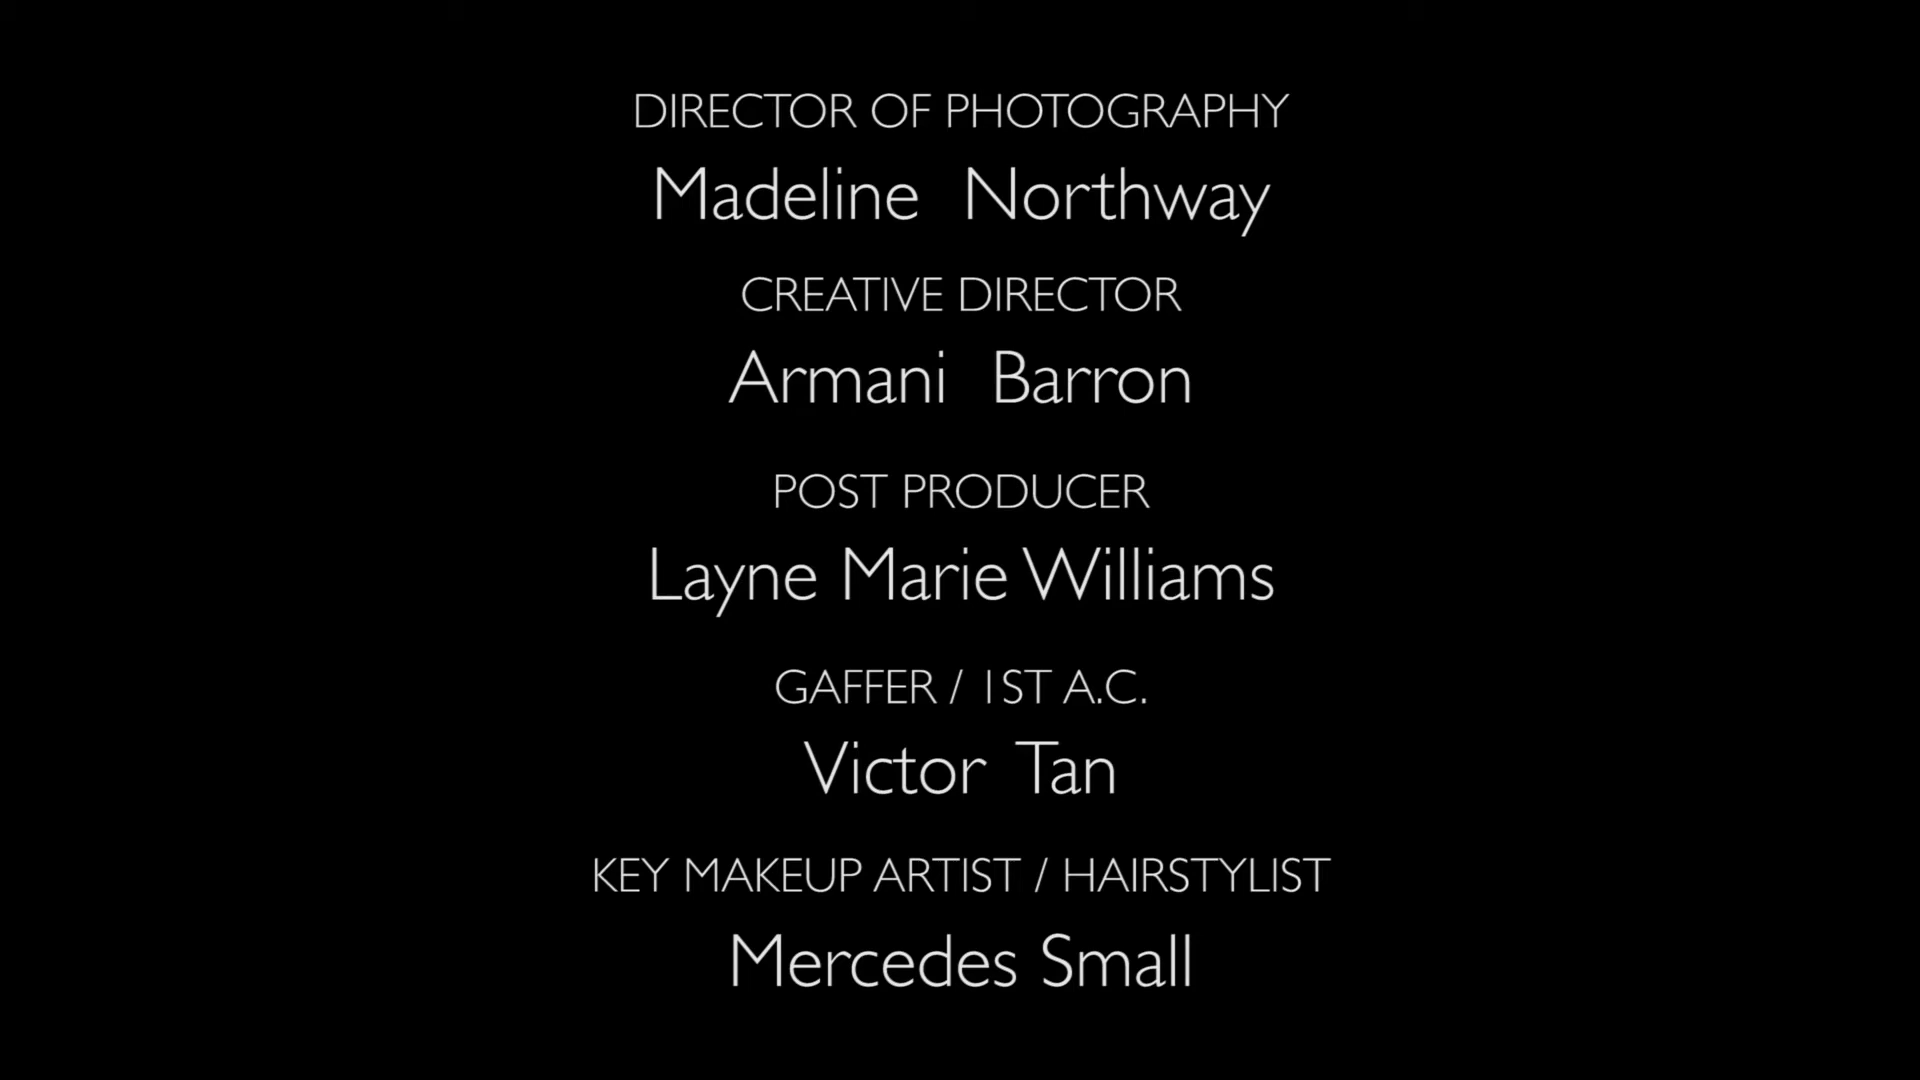 DIRECTOR OF PHOTOGRAPHY
Madeline Northway
CREATIVE DIRECTOR
Armani Barron
POST PRODUCER
Layne Marie Williams
GAFFER / 1ST A.C.
Victor Tan
KEY MAKEUP ARTIST / HAIRSTYLIST
Mercedes Small